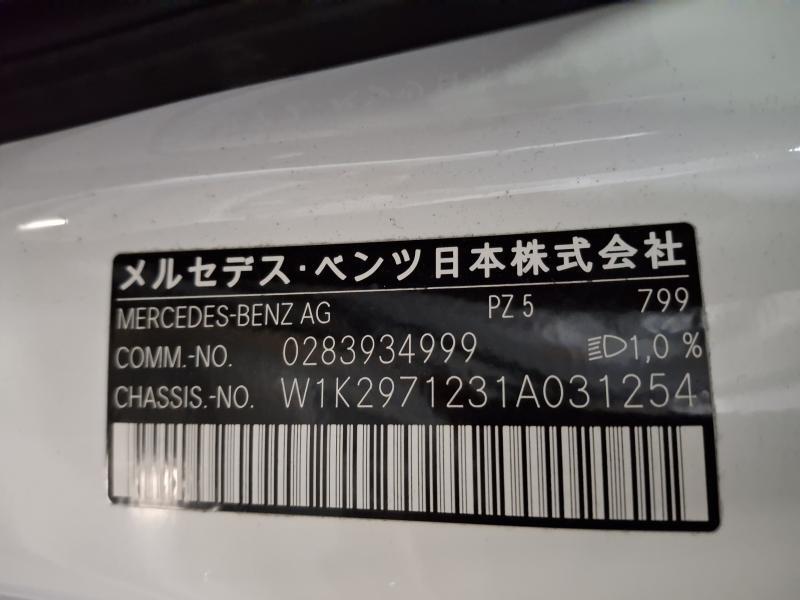 メルセデス・ベンツ日本株式会社
MERCEDES-BENZ AG PZ 5 799
COMM.-NO. 0283934999 1,0 %
CHASSIS.-NO. W1K2971231A031254